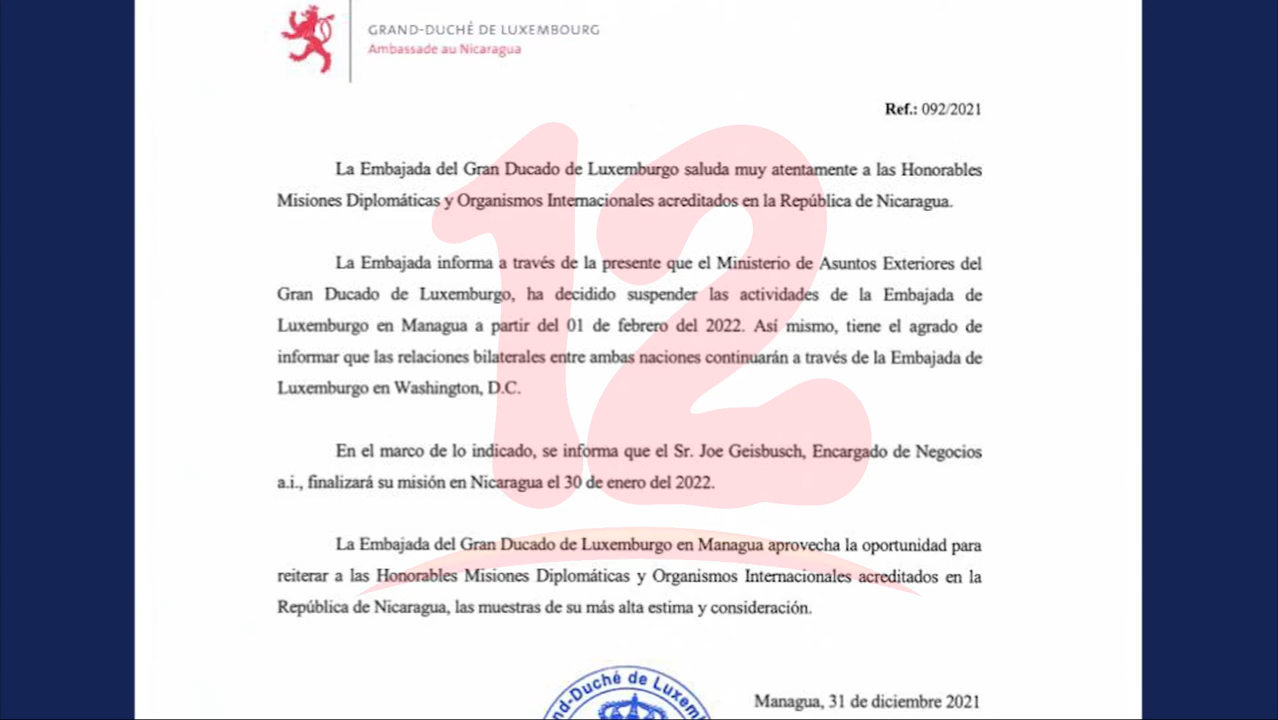 GRAND-DUCHÉ DE LUXEMBOURG
Ambassade au Nicaragua
Ref.: 092/2021
La Embajada del Gran Ducado de Luxemburgo saluda muy atentamente a las Honorables
Misiones Diplomáticas y Organismos Internacionales acreditados en la República de Nicaragua.
La Embajada informa a través de la presente que el Ministerio de Asuntos Exteriores del
Gran Ducado de Luxemburgo, ha decidido suspender las actividades de la Embajada de
Luxemburgo en Managua a partir del 01 de febrero del 2022. Así mismo, tiene el agrado de
informar que las relaciones bilaterales entre ambas naciones continuarán a través de la Embajada de
Luxemburgo en Washington, D.C.
En el marco de lo indicado, se informa que el Sr. Joe Geisbusch, Encargado de Negocios
a.i., finalizará su misión en Nicaragua el 30 de enero del 2022.
La Embajada del Gran Ducado de Luxemburgo en Managua aprovecha la oportunidad para
reiterar a las Honorables Misiones Diplomáticas y Organismos Internacionales acreditados en la
República de Nicaragua, las muestras de su más alta estima y consideración.
Managua, 31 de diciembre 2021
12